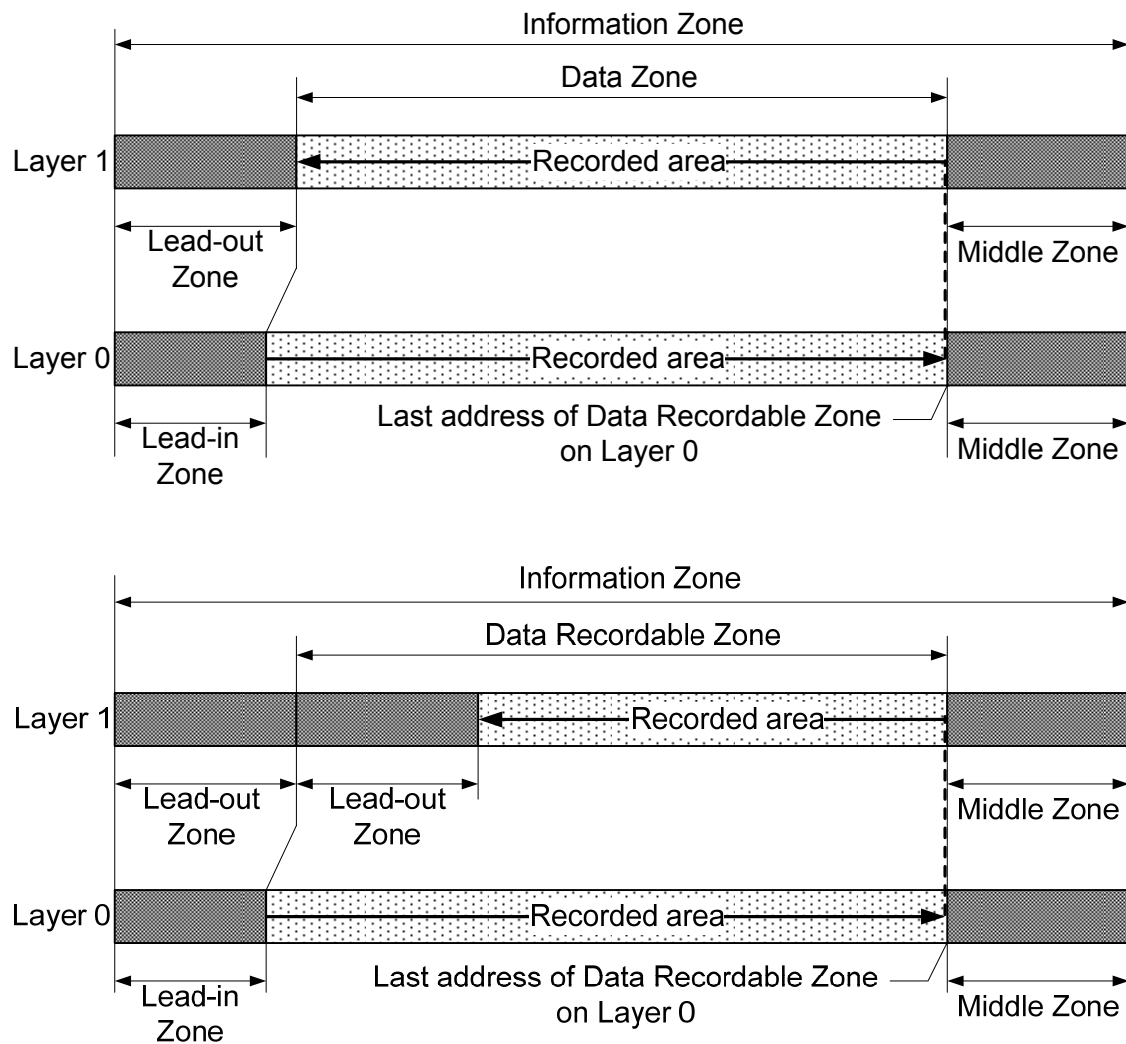 Information Zone
Data Zone
Layer 1
Recorded area
Lead-out
Zone
Middle Zone
Layer 0
Recorded area
Lead-in
Zone
Last address of Data Recordable Zone
on Layer 0
Middle Zone
Information Zone
Data Recordable Zone
Layer 1
Recorded area
Lead-out
Zone
Lead-out
Zone
Middle Zone
Layer 0
Recorded area
Lead-in
Zone
Last address of Data Recordable Zone
on Layer 0
Middle Zone